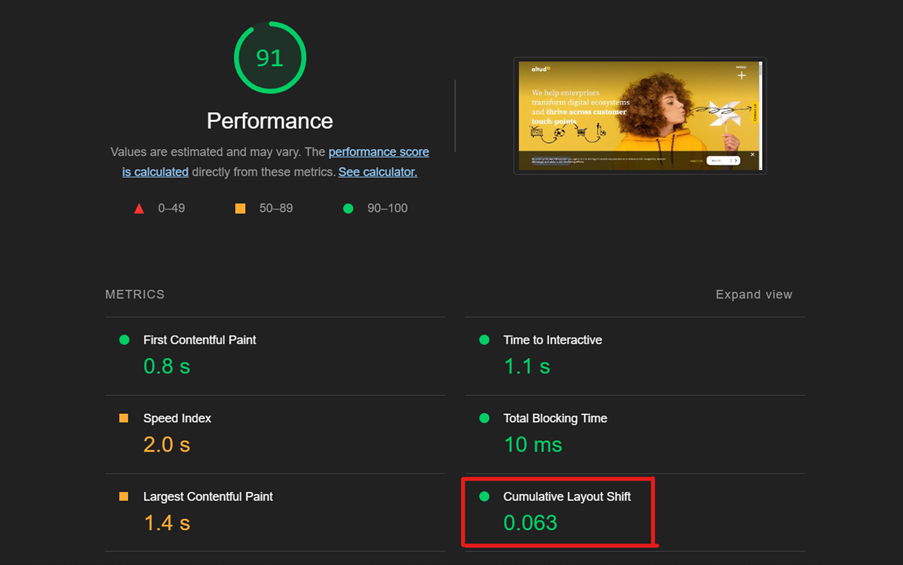 91
Performance
Values are estimated and may vary. The performance score
is calculated directly from these metrics. See calculator.
0–49
50–89
90–100
We help enterprises
transform digital ecosystems
and thrive across customer
touch-points
METRICS
Expand view
First Contentful Paint
0.8 s
Time to Interactive
1.1 s
Speed Index
2.0 s
Total Blocking Time
10 ms
Largest Contentful Paint
1.4 s
Cumulative Layout Shift
0.063